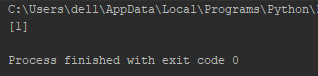 C:\Users\dell\AppData\Local\Programs\Python\
[1]
Process finished with exit code 0